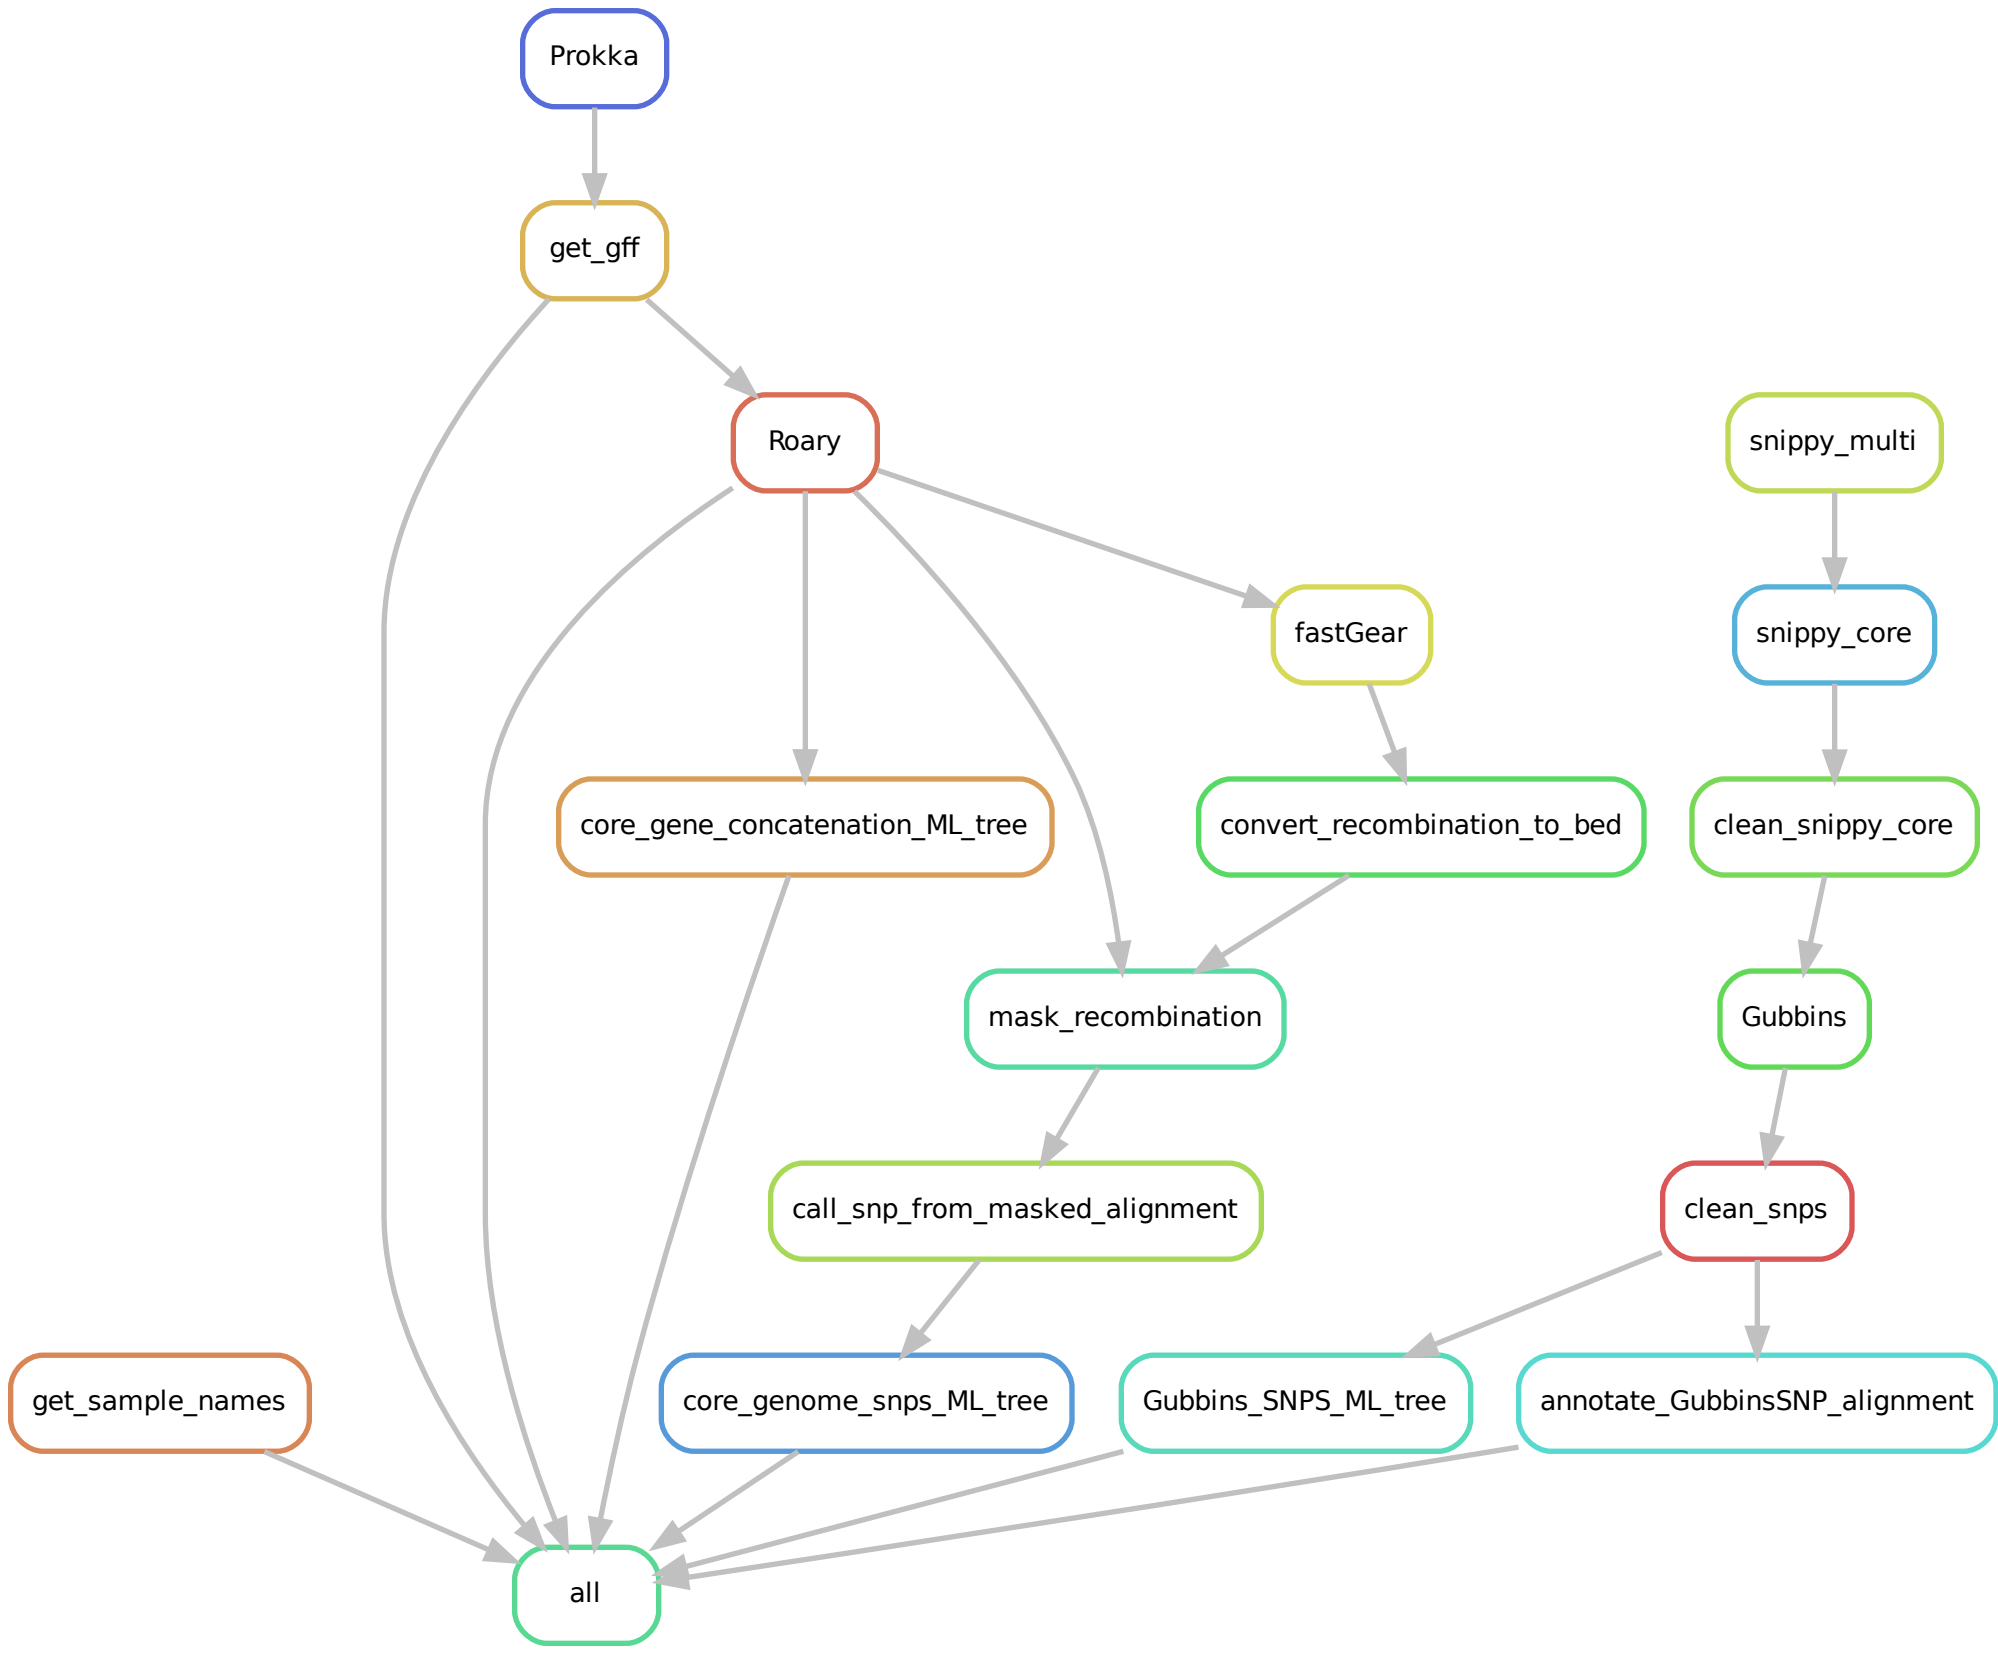 Prokka
get_gff
Roary
snippy_multi
fastGear
snippy_core
core_gene_concatenation_ML_tree
convert_recombination_to_bed
clean_snippy_core
mask_recombination
Gubbins
call_snp_from_masked_alignment
clean_snps
get_sample_names
core_genome_snps_ML_tree
Gubbins_SNPS_ML_tree
annotate_GubbinsSNP_alignment
all